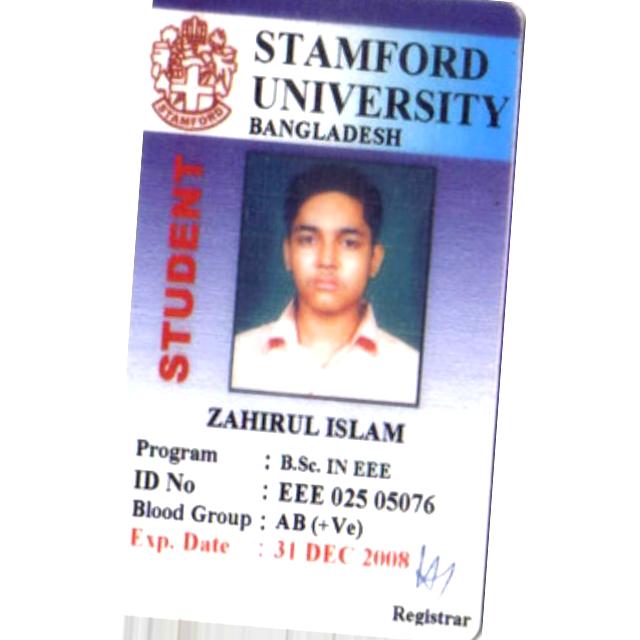 STAMFORD
UNIVERSITY
BANGLADESH
STAMFORD
STUDENT
ZAHIRUL ISLAM
Program : B.Sc. IN EEE
ID No : EEE 025 05076
Blood Group : AB (+Ve)
Exp. Date : 31 DEC 2008
Registrar